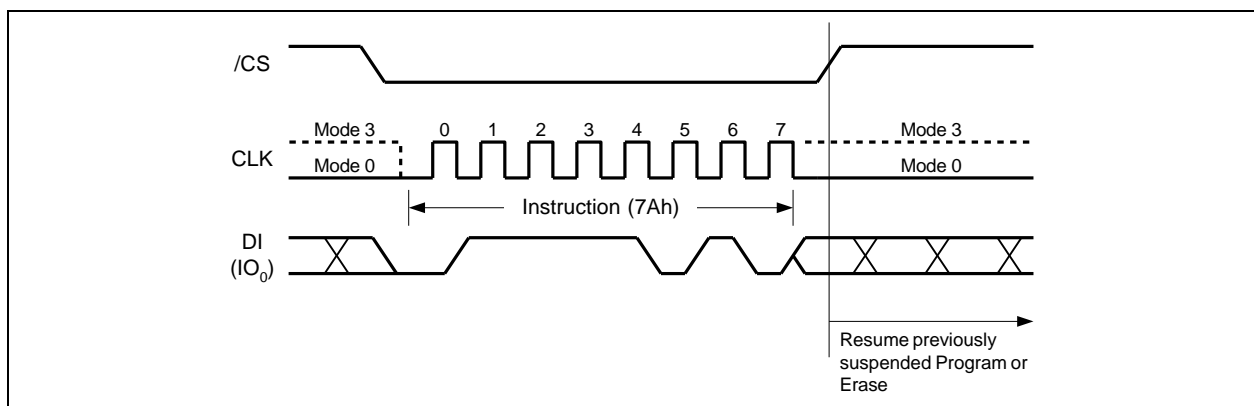 /CS
Mode 3
0 1 2 3 4 5 6 7
Mode 3
CLK
Mode 0
Mode 0
Instruction (7Ah)
DI
(IO0)
Resume previously
suspended Program or
Erase